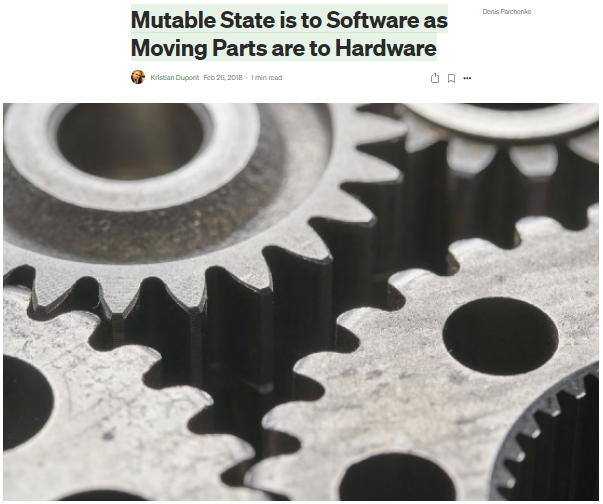 Mutable State is to Software as
Moving Parts are to Hardware
Denis Parchenko
Kristian Dupont Feb 26, 2018 · 1 min read